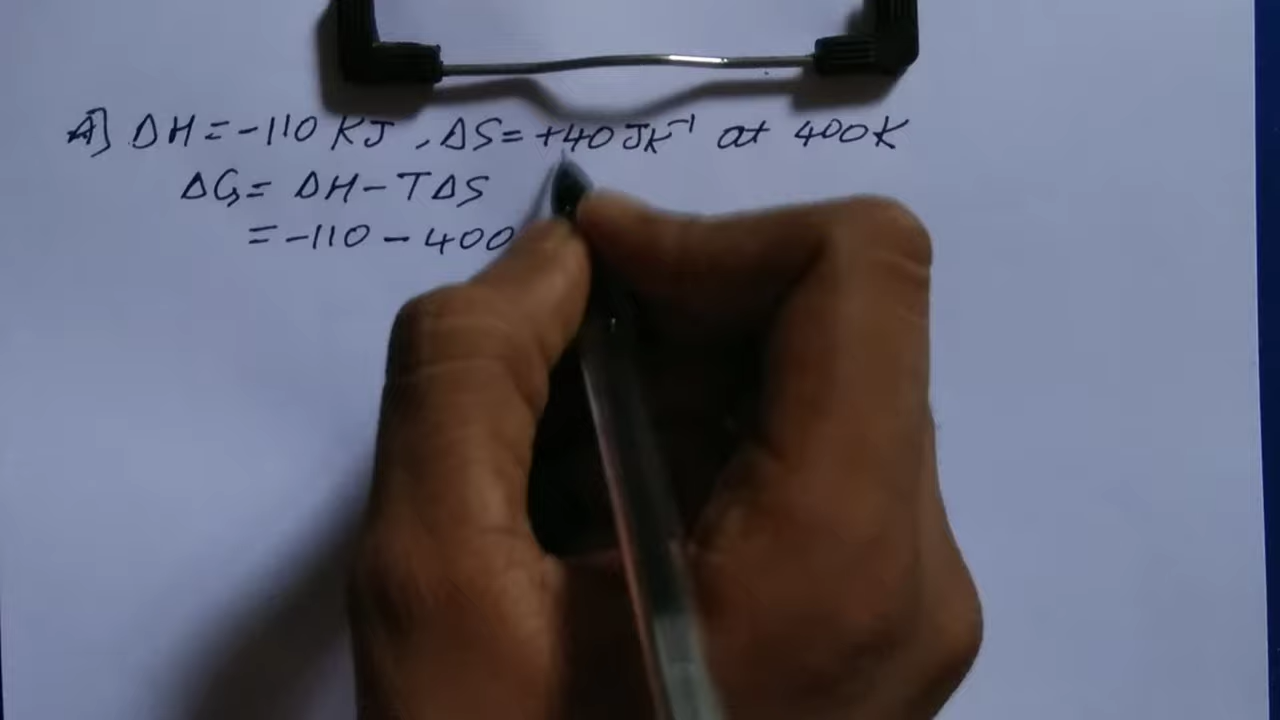 A] ΔH = -110 KJ, ΔS = +40 JK⁻¹ at 400K
ΔG = ΔH - TΔS
= -110 - 400